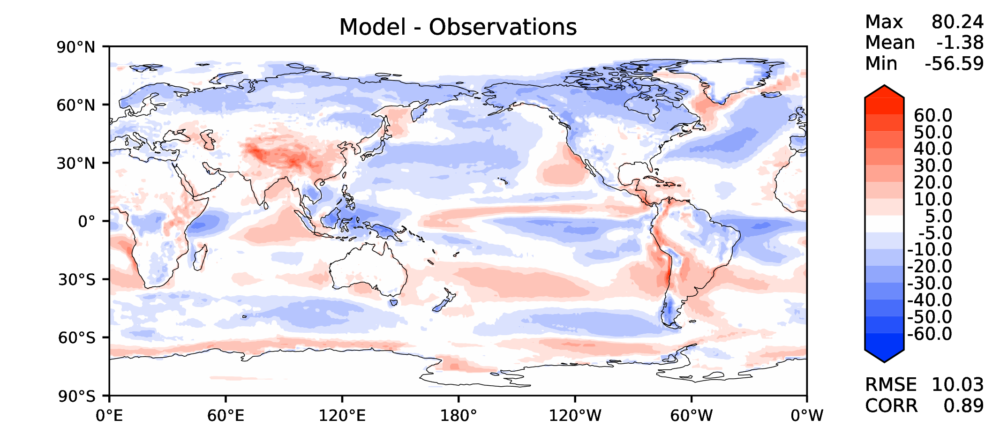 Model - Observations
Max 80.24
Mean -1.38
Min -56.59
90°N
60°N
30°N
0°
30°S
60°S
90°S
0°E 60°E 120°E 180° 120°W 60°W 0°W
60.0
50.0
40.0
30.0
20.0
10.0
5.0
-5.0
-10.0
-20.0
-30.0
-40.0
-50.0
-60.0
RMSE 10.03
CORR 0.89